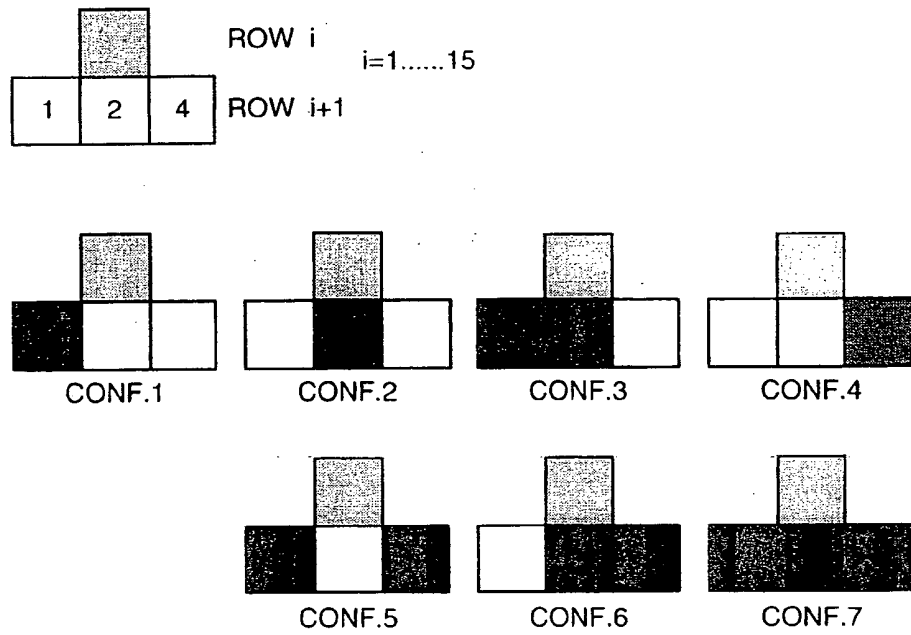 ROW i
i=1......15
1 2 4 ROW i+1
CONF.1 CONF.2 CONF.3 CONF.4
CONF.5 CONF.6 CONF.7